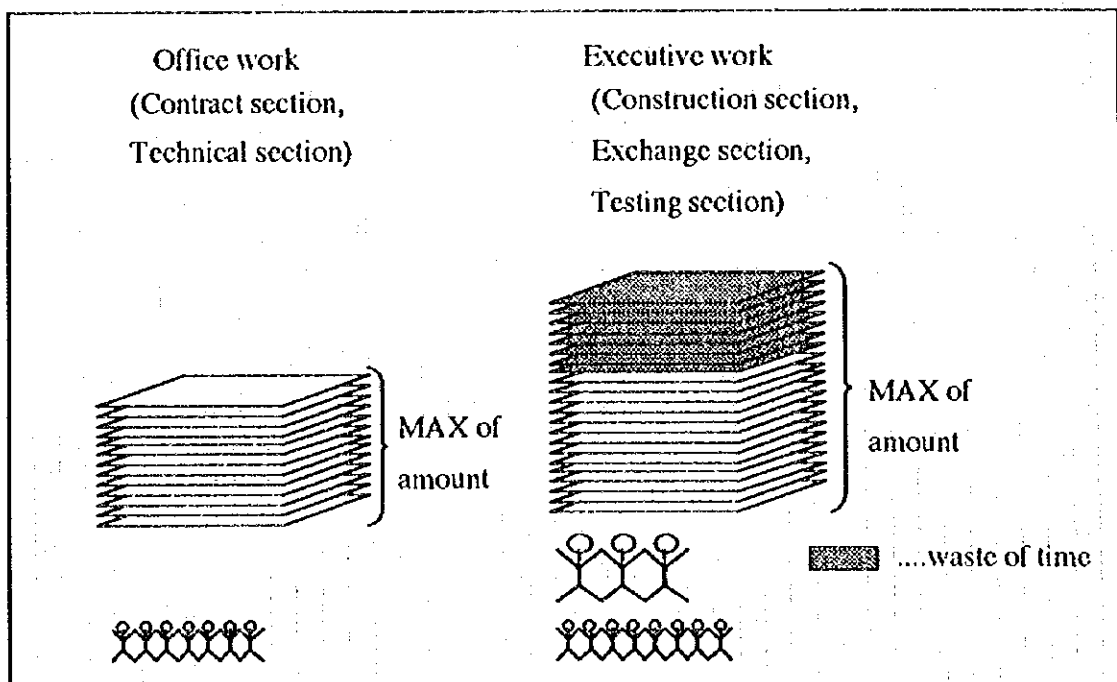 Office work
(Contract section,
Technical section)
Executive work
(Construction section,
Exchange section,
Testing section)
MAX of
amount
MAX of
amount
....waste of time